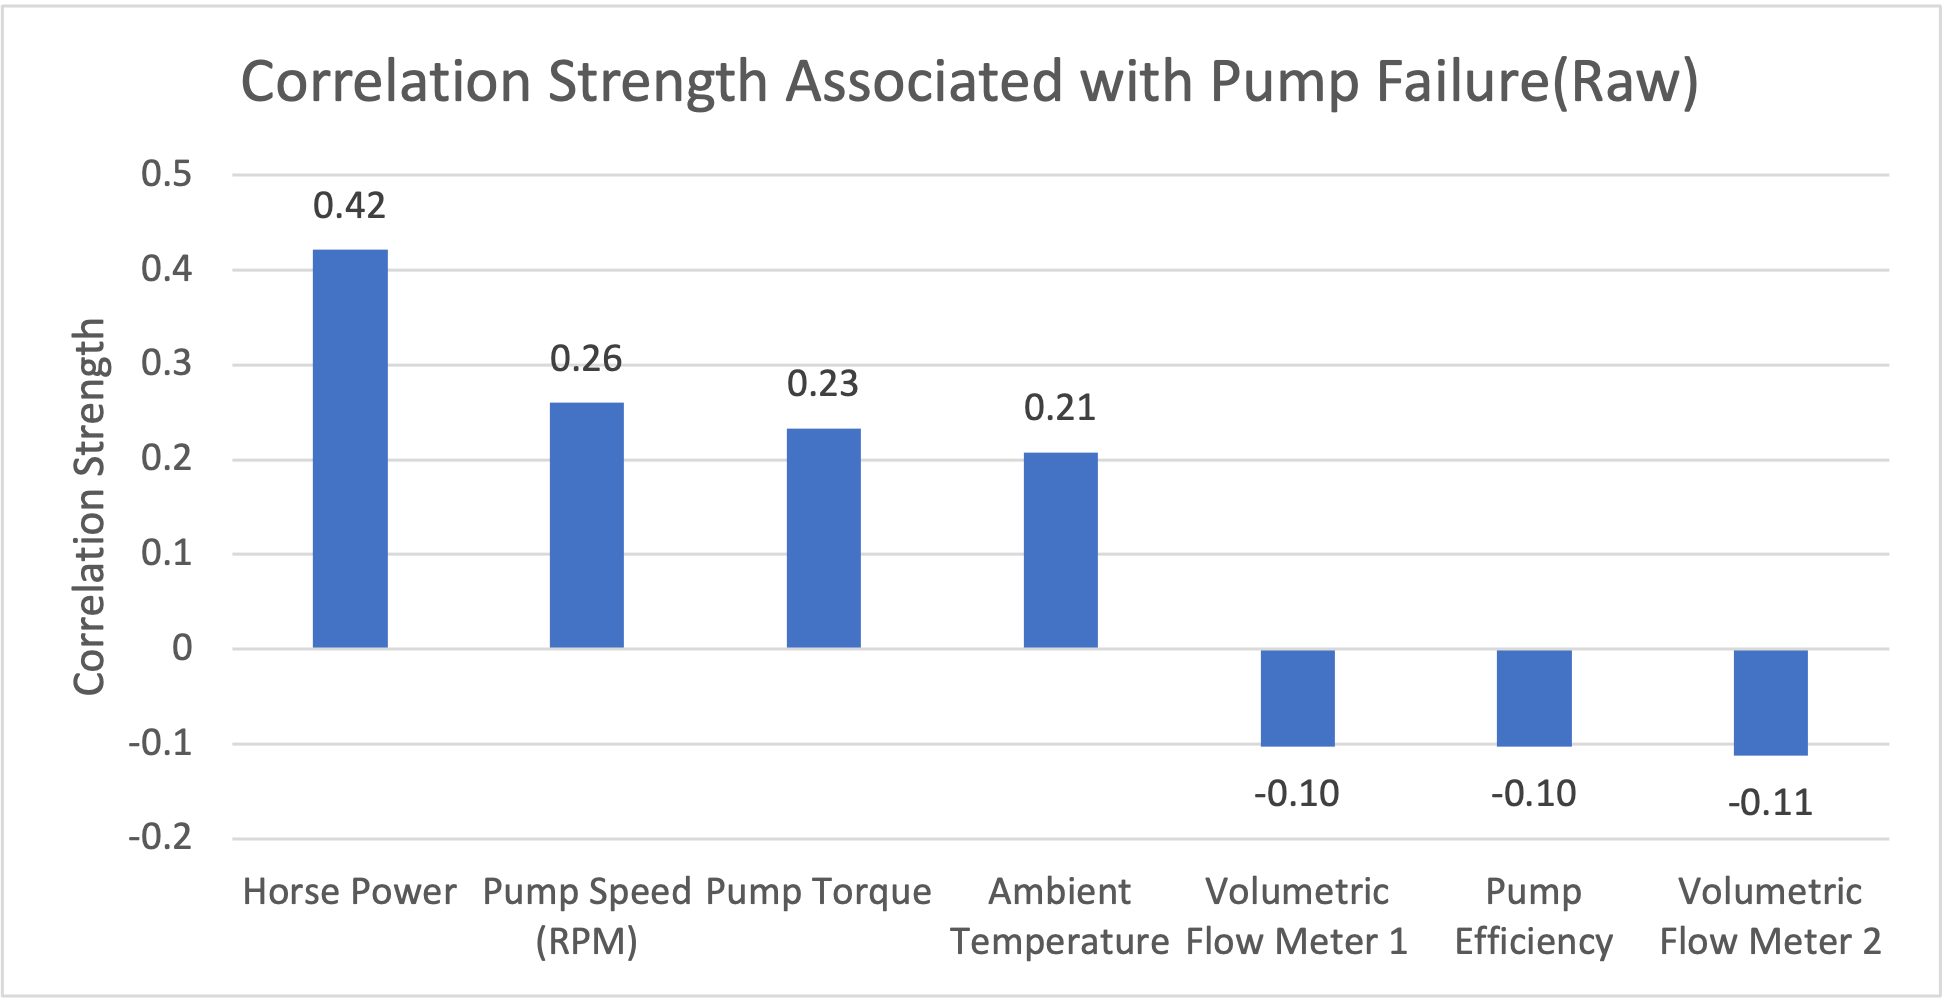 Correlation Strength Associated with Pump Failure(Raw)
Correlation Strength
0.5
0.4
0.3
0.2
0.1
0
-0.1
-0.2
0.42
0.26
0.23
0.21
-0.10
-0.10
-0.11
Horse Power
Pump Speed
(RPM)
Pump Torque
Ambient
Temperature
Volumetric
Flow Meter 1
Pump
Efficiency
Volumetric
Flow Meter 2